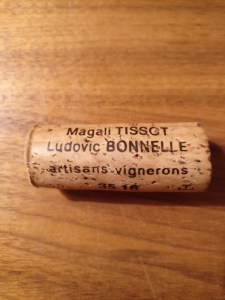 Magali TISSOT
Ludovic BONNELLE
artisans-vignerons